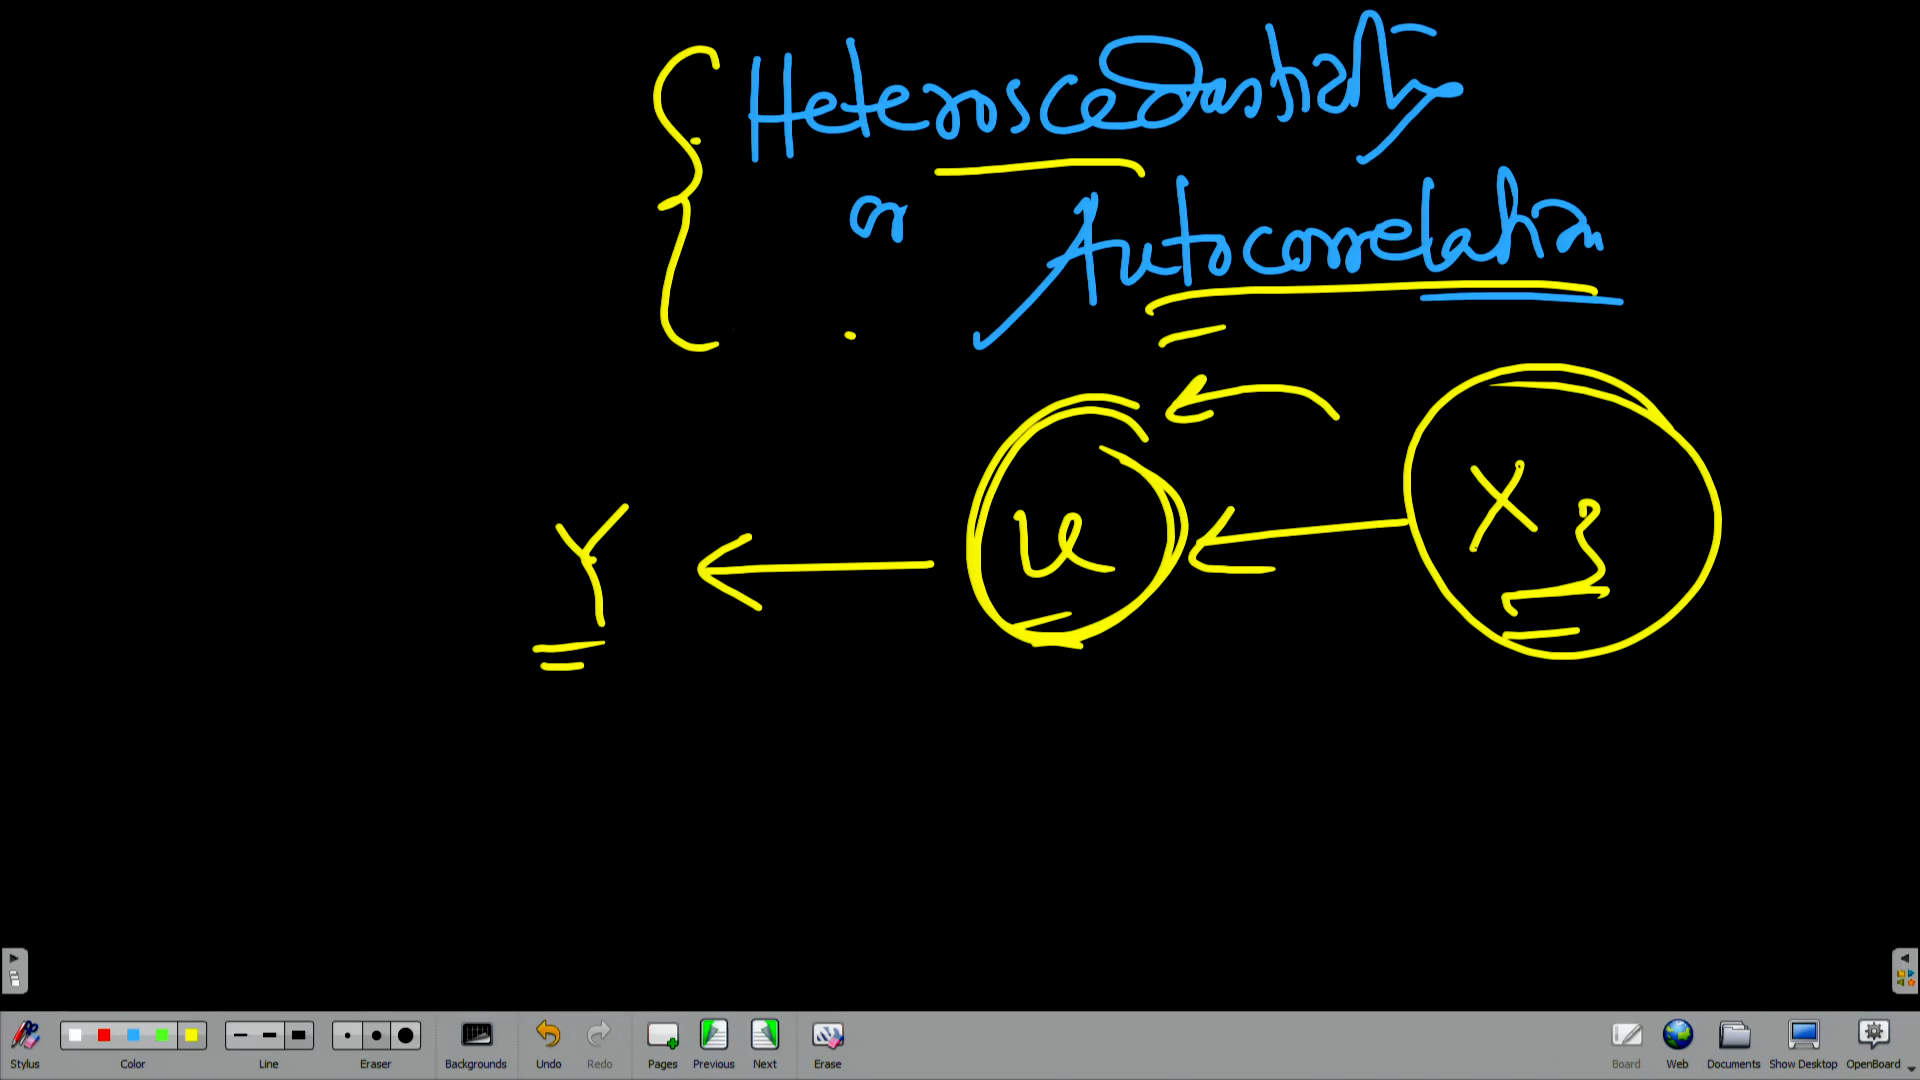 Heteroscedasticity
or Autocorrelation
Y ← u ← X3
Stylus Color Line Eraser Backgrounds Undo Redo Pages Previous Next Erase Board Web Documents Show Desktop OpenBoard